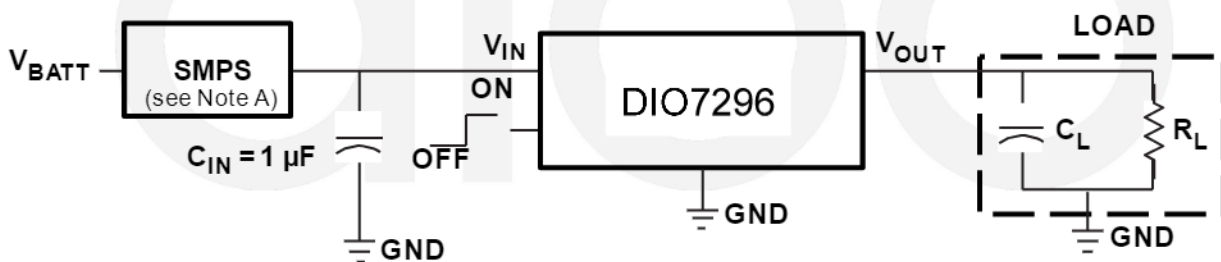 LOAD
V_BATT
SMPS
(see Note A)
V_IN
ON
OFF
C_IN = 1 µF
GND
DIO7296
GND
V_OUT
C_L
R_L
GND